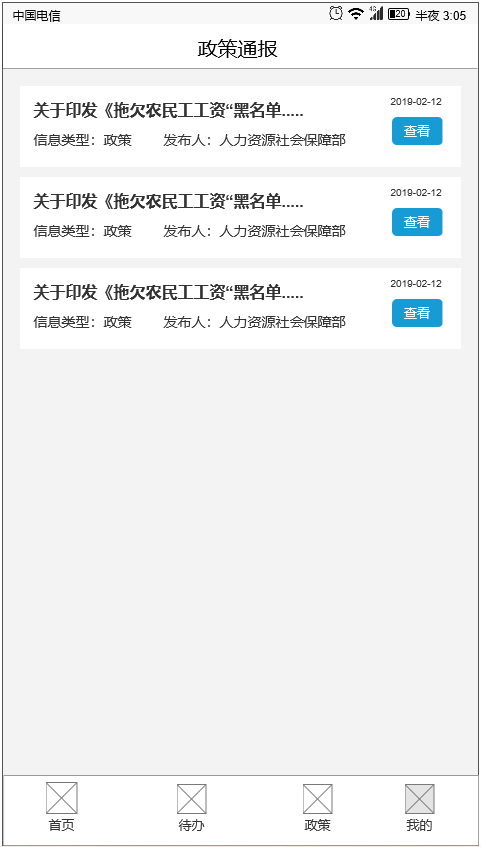 中国电信 4G 20 半夜 3:05
政策通报
关于印发《拖欠农民工工资“黑名单..... 2019-02-12
信息类型：政策 发布人：人力资源社会保障部 查看
关于印发《拖欠农民工工资“黑名单..... 2019-02-12
信息类型：政策 发布人：人力资源社会保障部 查看
关于印发《拖欠农民工工资“黑名单..... 2019-02-12
信息类型：政策 发布人：人力资源社会保障部 查看
首页 待办 政策 我的